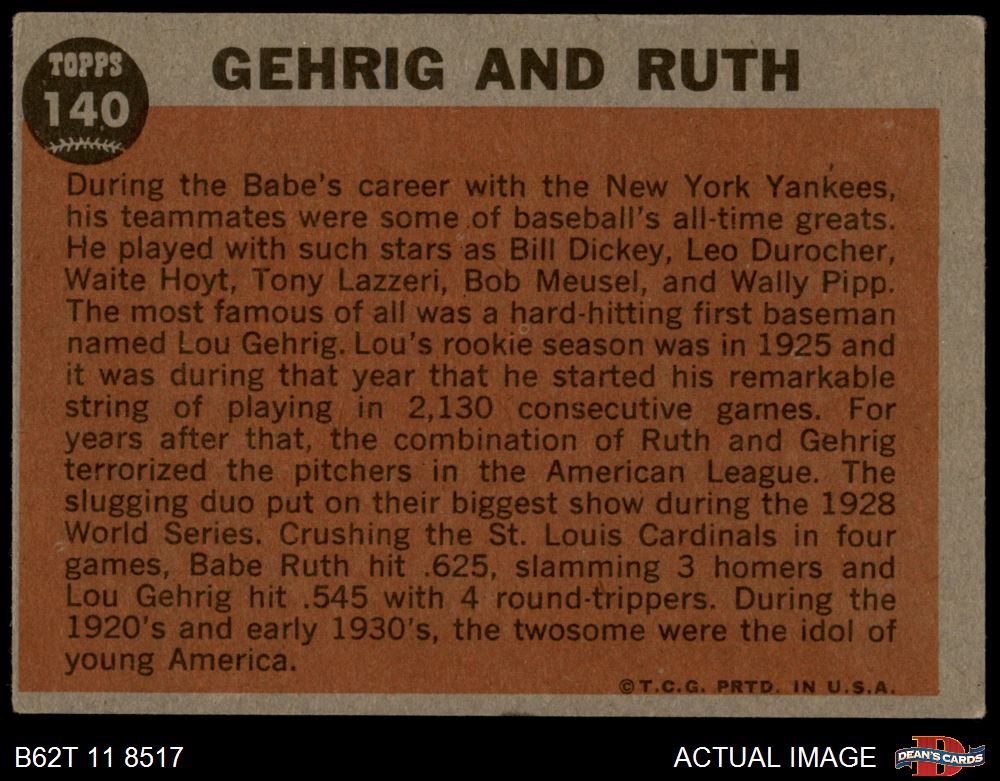 TOPPS
140
GEHRIG AND RUTH
During the Babe's career with the New York Yankees,
his teammates were some of baseball's all-time greats.
He played with such stars as Bill Dickey, Leo Durocher,
Waite Hoyt, Tony Lazzeri, Bob Meusel, and Wally Pipp.
The most famous of all was a hard-hitting first baseman
named Lou Gehrig. Lou's rookie season was in 1925 and
it was during that year that he started his remarkable
string of playing in 2,130 consecutive games. For
years after that, the combination of Ruth and Gehrig
terrorized the pitchers in the American League. The
slugging duo put on their biggest show during the 1928
World Series. Crushing the St. Louis Cardinals in four
games, Babe Ruth hit .625, slamming 3 homers and
Lou Gehrig hit .545 with 4 round-trippers. During the
1920's and early 1930's, the twosome were the idol of
young America.
©T.C.G. PRTD. IN U.S.A.
B62T 11 8517
ACTUAL IMAGE
D
DEAN'S CARDS